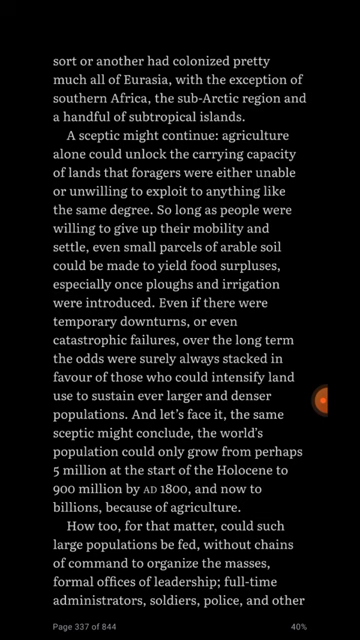 sort or another had colonized pretty
much all of Eurasia, with the exception of
southern Africa, the sub-Arctic region and
a handful of subtropical islands.
A sceptic might continue: agriculture
alone could unlock the carrying capacity
of lands that foragers were either unable
or unwilling to exploit to anything like
the same degree. So long as people were
willing to give up their mobility and
settle, even small parcels of arable soil
could be made to yield food surpluses,
especially once ploughs and irrigation
were introduced. Even if there were
temporary downturns, or even
catastrophic failures, over the long term
the odds were surely always stacked in
favour of those who could intensify land
use to sustain ever larger and denser
populations. And let’s face it, the same
sceptic might conclude, the world’s
population could only grow from perhaps
5 million at the start of the Holocene to
900 million by AD 1800, and now to
billions, because of agriculture.
How too, for that matter, could such
large populations be fed, without chains
of command to organize the masses,
formal offices of leadership; full-time
administrators, soldiers, police, and other
Page 337 of 844
40%